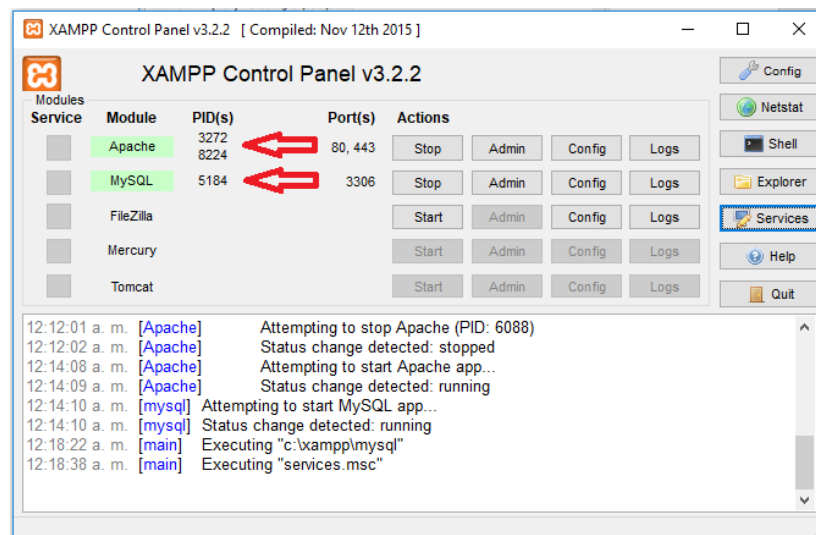 XAMPP Control Panel v3.2.2 [ Compiled: Nov 12th 2015 ]
XAMPP Control Panel v3.2.2
Config
Modules
Service Module PID(s) Port(s) Actions
Netstat
Apache 3272 8224 80, 443 Stop Admin Config Logs
Shell
MySQL 5184 3306 Stop Admin Config Logs
Explorer
FileZilla Start Admin Config Logs
Services
Mercury Start Admin Config Logs
Help
Tomcat Start Admin Config Logs
Quit
12:12:01 a. m. [Apache] Attempting to stop Apache (PID: 6088)
12:12:02 a. m. [Apache] Status change detected: stopped
12:14:08 a. m. [Apache] Attempting to start Apache app...
12:14:09 a. m. [Apache] Status change detected: running
12:14:10 a. m. [mysql] Attempting to start MySQL app...
12:14:10 a. m. [mysql] Status change detected: running
12:18:22 a. m. [main] Executing "c:\xampp\mysql"
12:18:38 a. m. [main] Executing "services.msc"